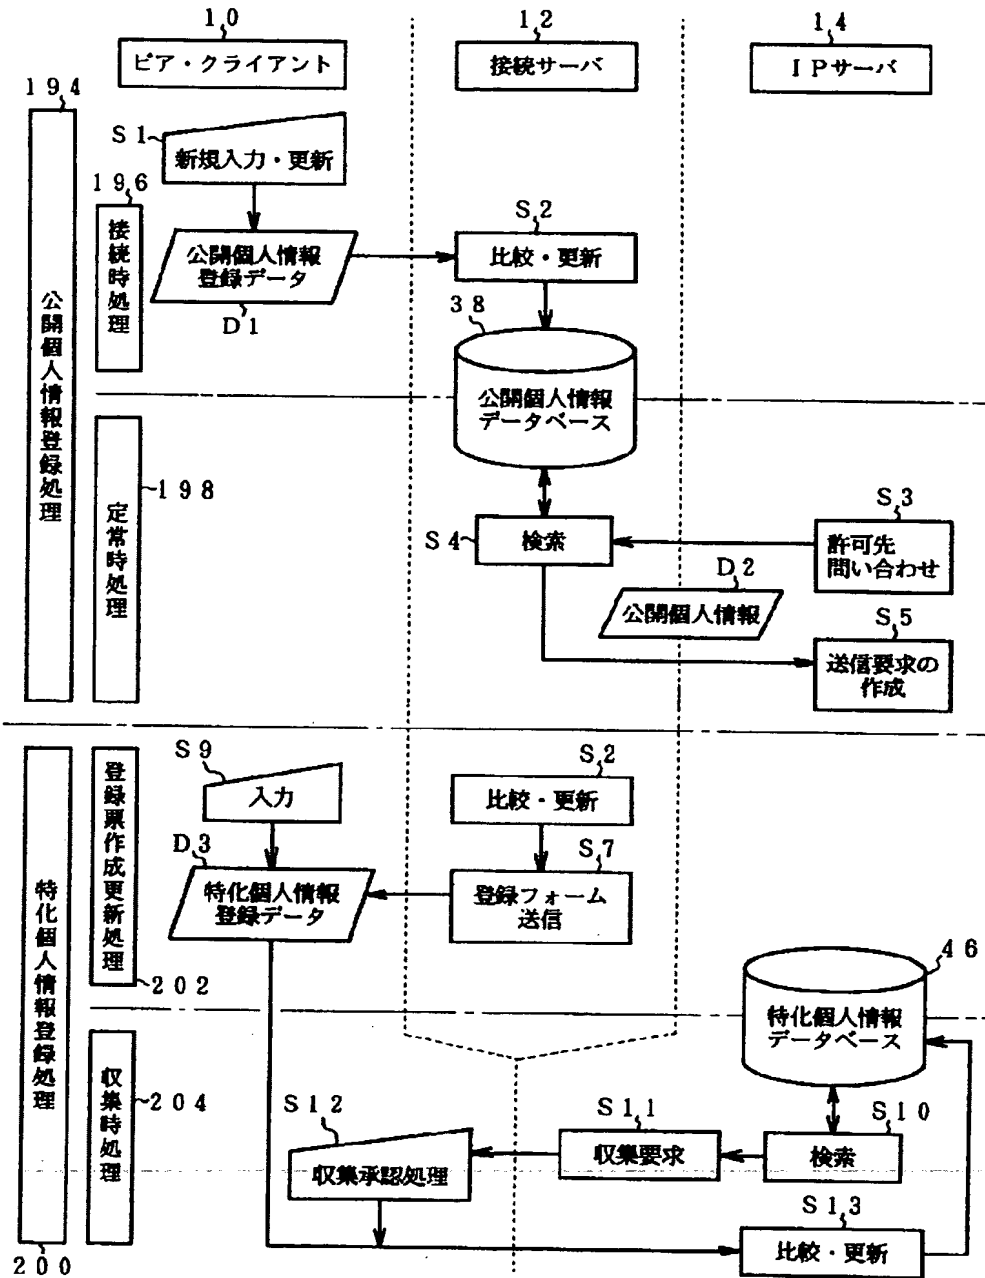 10
ピア・クライアント
12
接続サーバ
14
IPサーバ
194
公開個人情報登録処理
S1
新規入力・更新
196
接続時処理
公開個人情報
登録データ
D1
S2
比較・更新
38
公開個人情報
データベース
定常時処理
198
S4
検索
S3
許可先
問い合わせ
D2
公開個人情報
S5
送信要求の
作成
特化個人情報登録処理
200
登録票作成更新処理
202
S9
入力
S2
比較・更新
D3
特化個人情報
登録データ
S7
登録フォーム
送信
46
特化個人情報
データベース
収集時処理
204
S12
収集承認処理
S11
収集要求
S10
検索
S13
比較・更新